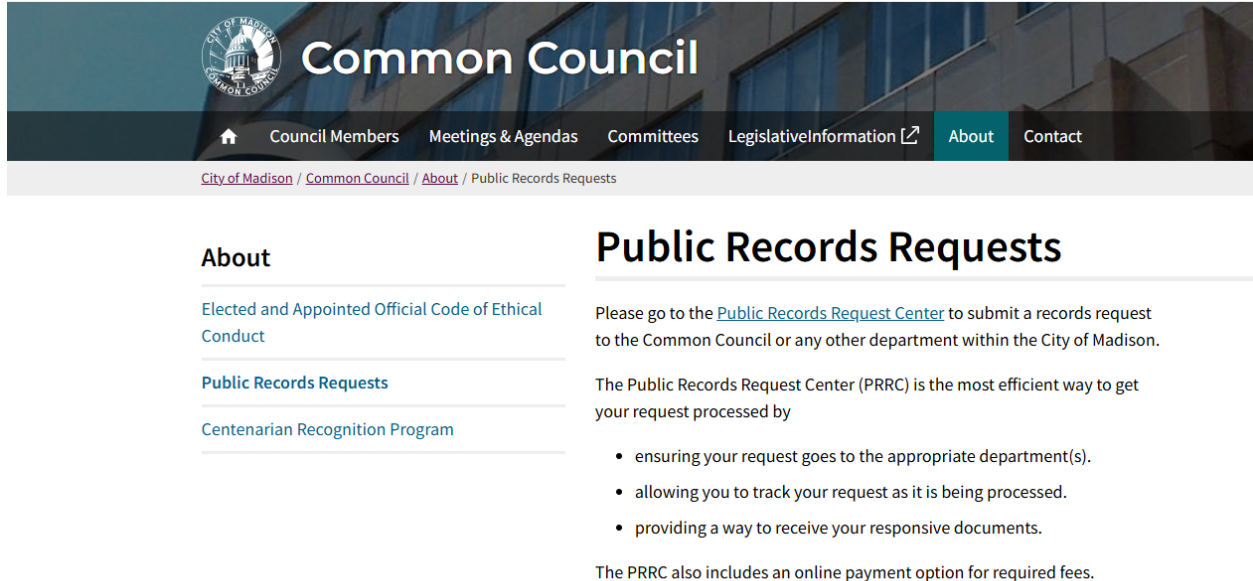 CITY OF MADISON
COMMON COUNCIL
Common Council
Council Members Meetings & Agendas Committees LegislativeInformation About Contact
City of Madison / Common Council / About / Public Records Requests
About
Elected and Appointed Official Code of Ethical
Conduct
Public Records Requests
Centenarian Recognition Program
Public Records Requests
Please go to the Public Records Request Center to submit a records request
to the Common Council or any other department within the City of Madison.
The Public Records Request Center (PRRC) is the most efficient way to get
your request processed by
• ensuring your request goes to the appropriate department(s).
• allowing you to track your request as it is being processed.
• providing a way to receive your responsive documents.
The PRRC also includes an online payment option for required fees.